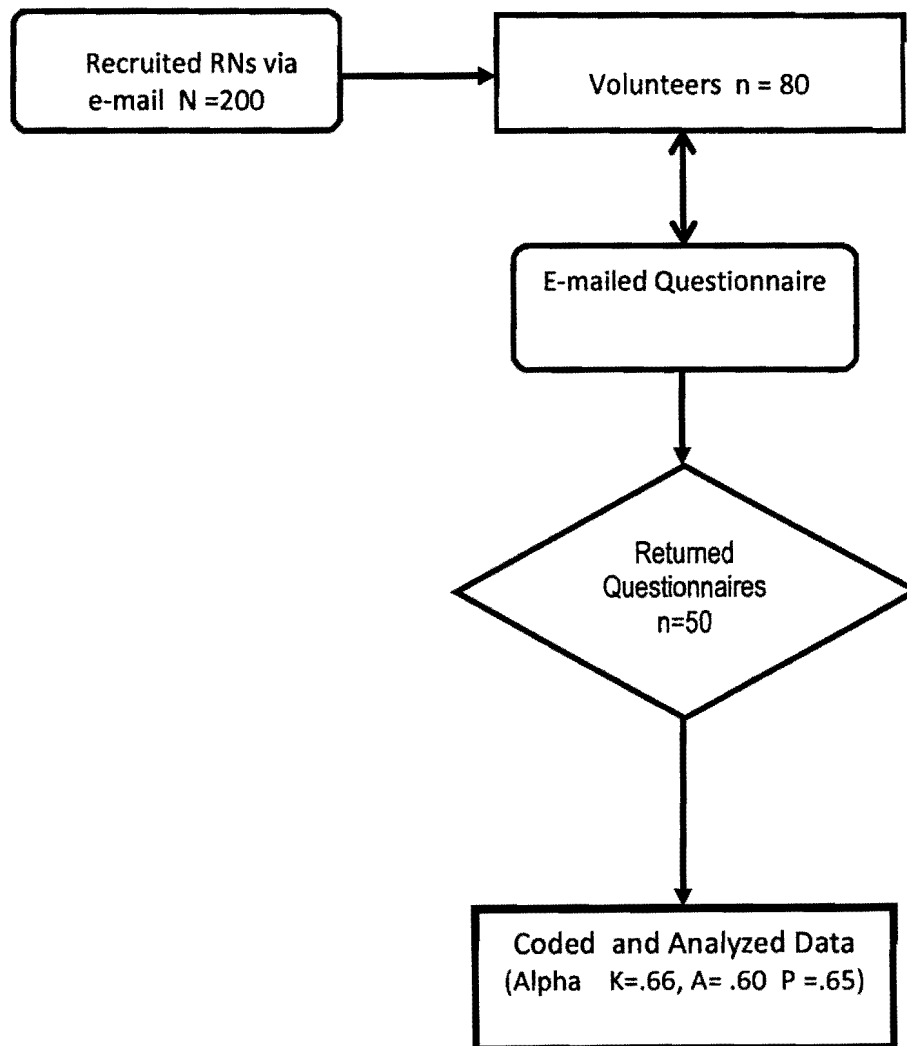 Recruited RNs via
e-mail N =200
Volunteers n = 80
E-mailed Questionnaire
Returned
Questionnaires
n=50
Coded and Analyzed Data
(Alpha K=.66, A= .60 P =.65)